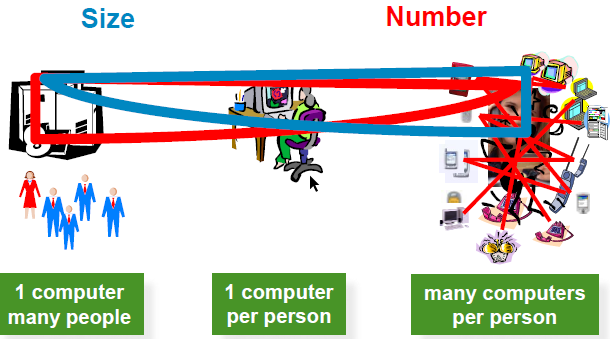 Size
Number
1 computer
many people
1 computer
per person
many computers
per person